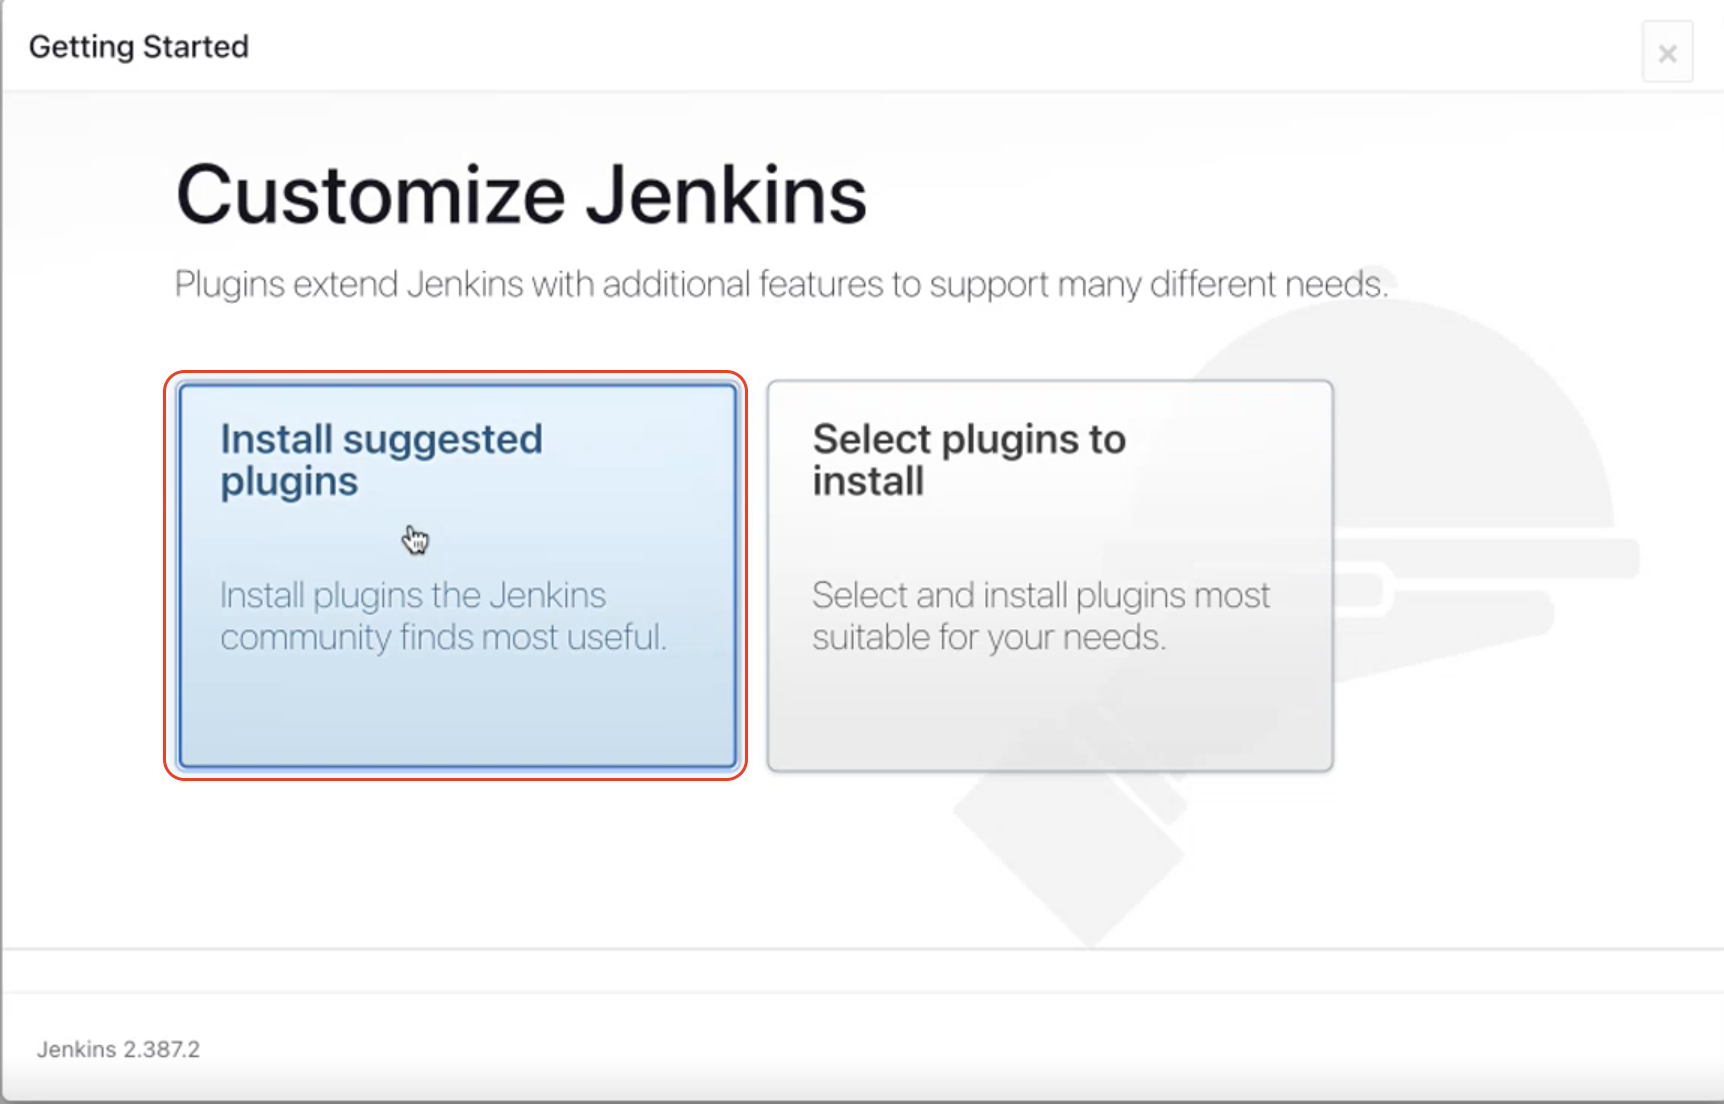 Getting Started
Customize Jenkins
Plugins extend Jenkins with additional features to support many different needs.
Install suggested
plugins
Install plugins the Jenkins
community finds most useful.
Select plugins to
install
Select and install plugins most
suitable for your needs.
Jenkins 2.387.2